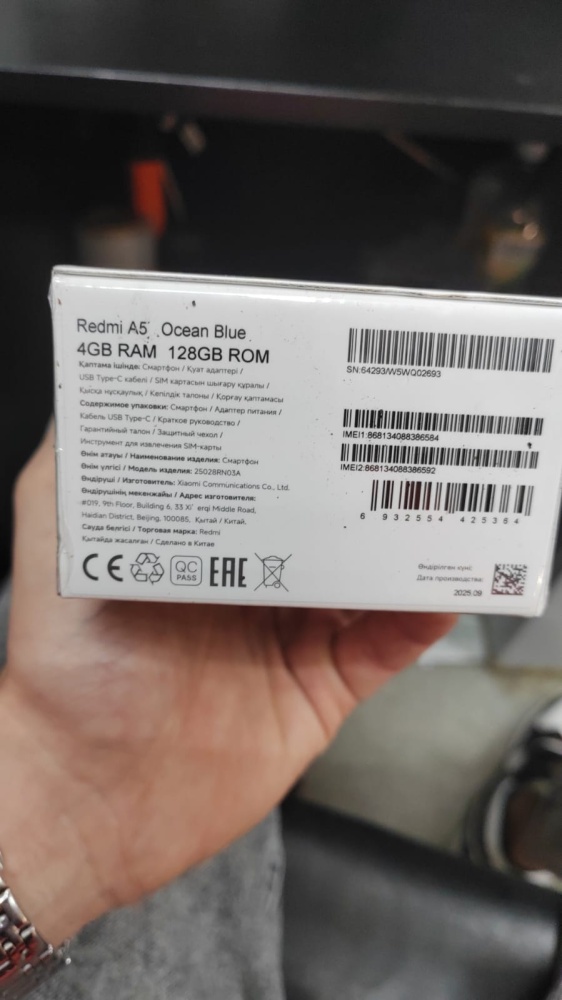 Redmi A5 Ocean Blue
4GB RAM 128GB ROM
Қаптама ішінде: Смартфон / Қуат адаптері /
USB Type-C кабелі / SIM картасын шығару құралы /
Қысқа нұсқаулық / Кепілдік талоны / Қорғау қаптамасы
Содержимое упаковки: Смартфон / Адаптер питания /
Кабель USB Type-C / Краткое руководство /
Гарантийный талон / Защитный чехол /
Инструмент для извлечения SIM-карты
Өнім атауы / Наименование изделия: Смартфон
Өнім үлгісі / Модель изделия: 25028RN03A
Өндіруші / Изготовитель: Xiaomi Communications Co., Ltd.
Өндірушінің мекенжайы / Адрес изготовителя:
#019, 9th Floor, Building 6, 33 Xi' erqi Middle Road,
Haidian District, Beijing, 100085, Қытай / Китай.
Сауда белгісі / Торговая марка: Redmi
Қытайда жасалған / Сделано в Китае
CE
QC
PASS
EAC
SN:64293/W5WQ02693
IMEI1:868134088386584
IMEI2:868134088386592
6 932554 425364
Өндірілген күні:
Дата производства:
2025.09